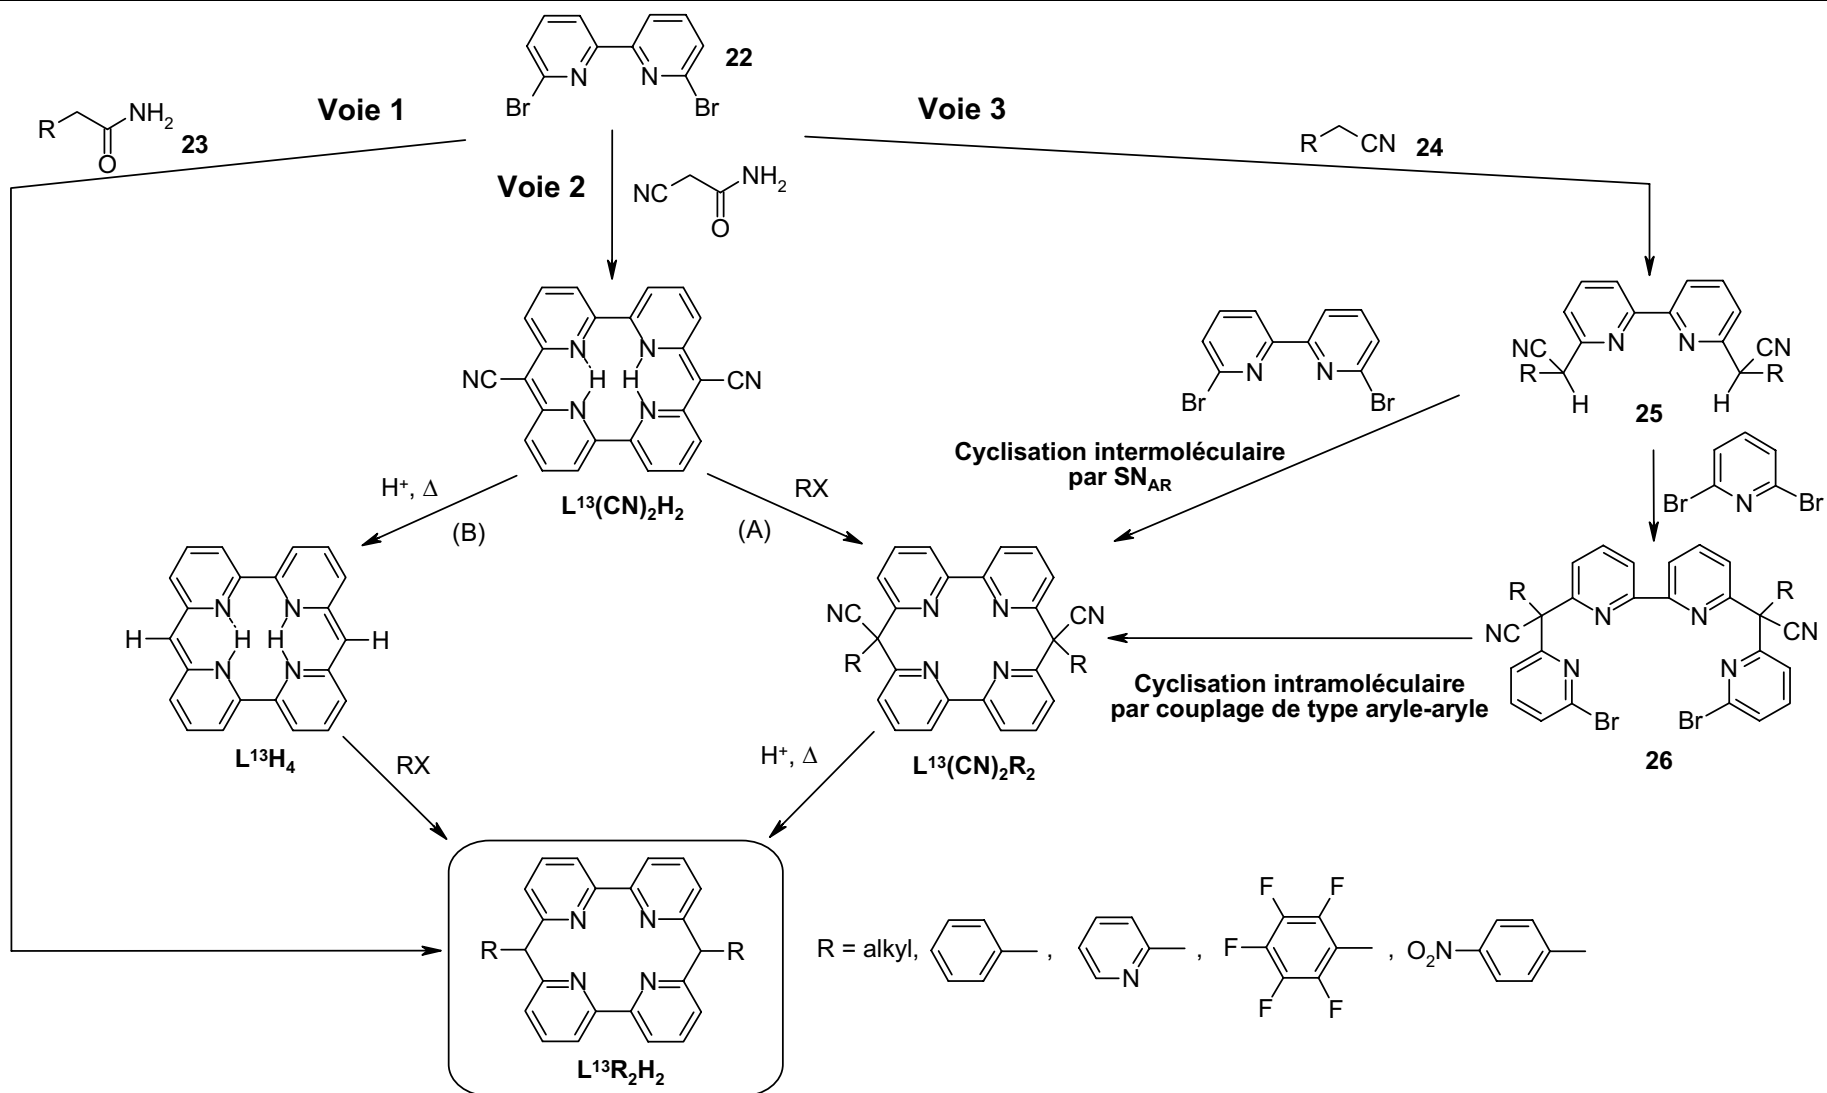 22
N
N
Br
Br
Voie 1
Voie 3
R
NH2
O
23
R
CN
24
Voie 2
NC
NH2
O
N
N
NC
H
H
CN
N
N
L13(CN)2H2
N
N
Br
Br
N
N
NC
R
H
CN
R
H
25
Cyclisation intermoléculaire
par SNAR
H+, Δ
(B)
RX
(A)
Br
N
Br
N
N
H
H
H
H
N
N
L13H4
NC
R
N
N
CN
R
N
N
L13(CN)2R2
R
NC
N
N
R
CN
N
N
Br
Br
26
Cyclisation intramoléculaire
par couplage de type aryle-aryle
RX
H+, Δ
N
N
R
R
N
N
L13R2H2
R = alkyl,
,
N
,
F
F
F
F
F
,
O2N